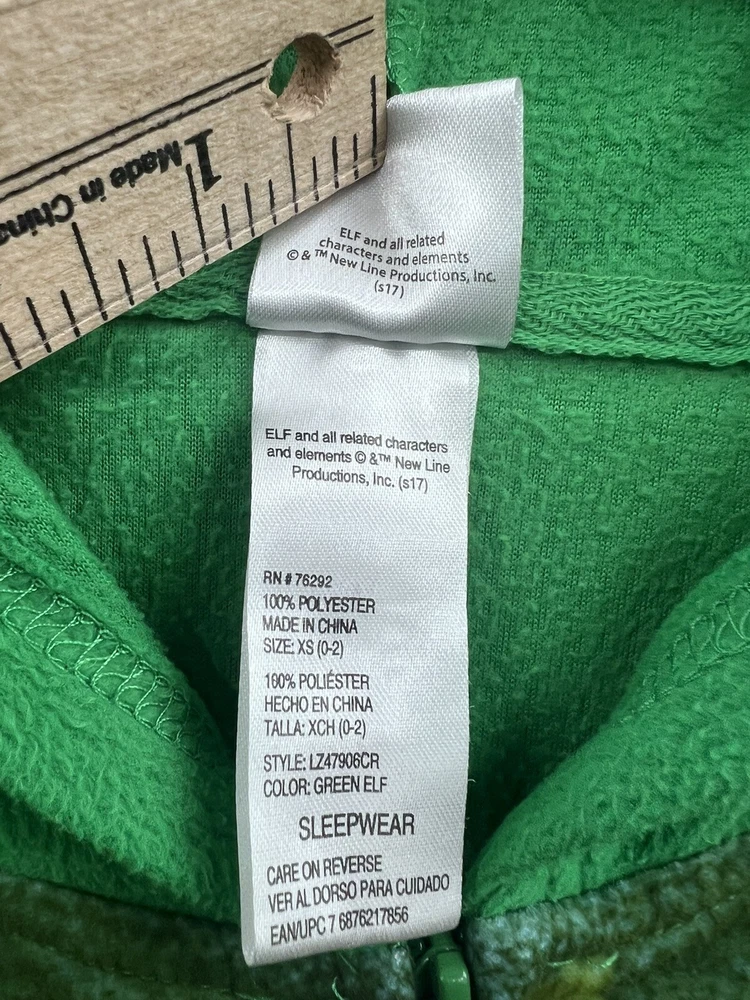 1
Made in China
ELF and all related
characters and elements
© & ™ New Line Productions, Inc.
(s17)
ELF and all related characters
and elements © &™ New Line
Productions, Inc. (s17)
RN # 76292
100% POLYESTER
MADE IN CHINA
SIZE: XS (0-2)
100% POLIÉSTER
HECHO EN CHINA
TALLA: XCH (0-2)
STYLE: LZ47906CR
COLOR: GREEN ELF
SLEEPWEAR
CARE ON REVERSE
VER AL DORSO PARA CUIDADO
EAN/UPC 7 6876217856